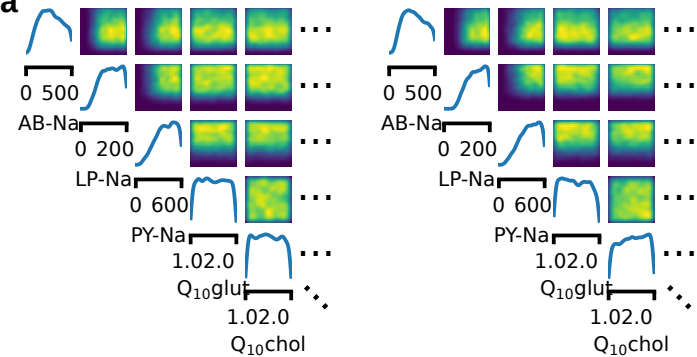 a
0 500 0 500
AB-Na AB-Na
0 200 0 200
LP-Na LP-Na
0 600 0 600
PY-Na PY-Na
1.02.0 1.02.0
Q₁₀glut Q₁₀glut
1.02.0 1.02.0
Q₁₀chol Q₁₀chol